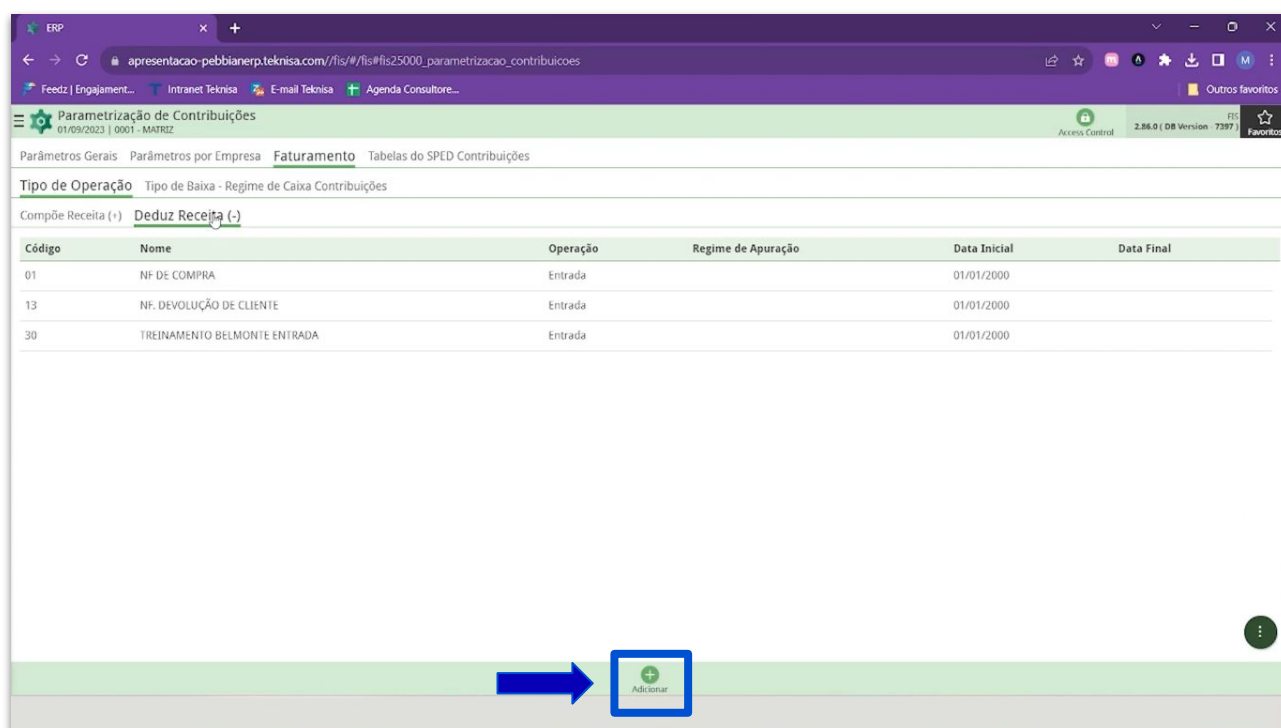 ERP
apresentacao-pebbianerp.teknisa.com//fis/#/fis#fis25000_parametrizacao_contribuicoes
Feedz | Engajament... Intranet Teknisa E-mail Teknisa Agenda Consultore... Outros favoritos
Parametrização de Contribuições
01/09/2023 | 0001 - MATRIZ
Access Control
FIS
2.86.0 ( DB Version - 7397 )
Favoritos
Parâmetros Gerais Parâmetros por Empresa Faturamento Tabelas do SPED Contribuições
Tipo de Operação Tipo de Baixa - Regime de Caixa Contribuições
Compõe Receita (+) Deduz Receita (-)
Código Nome Operação Regime de Apuração Data Inicial Data Final
01 NF DE COMPRA Entrada 01/01/2000
13 NF. DEVOLUÇÃO DE CLIENTE Entrada 01/01/2000
30 TREINAMENTO BELMONTE ENTRADA Entrada 01/01/2000
Adicionar